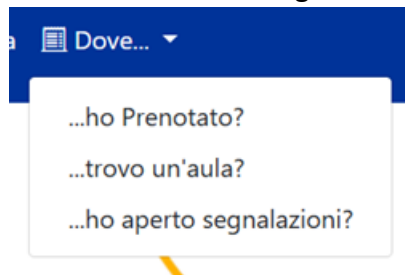 a Dove...
...ho Prenotato?
...trovo un'aula?
...ho aperto segnalazioni?